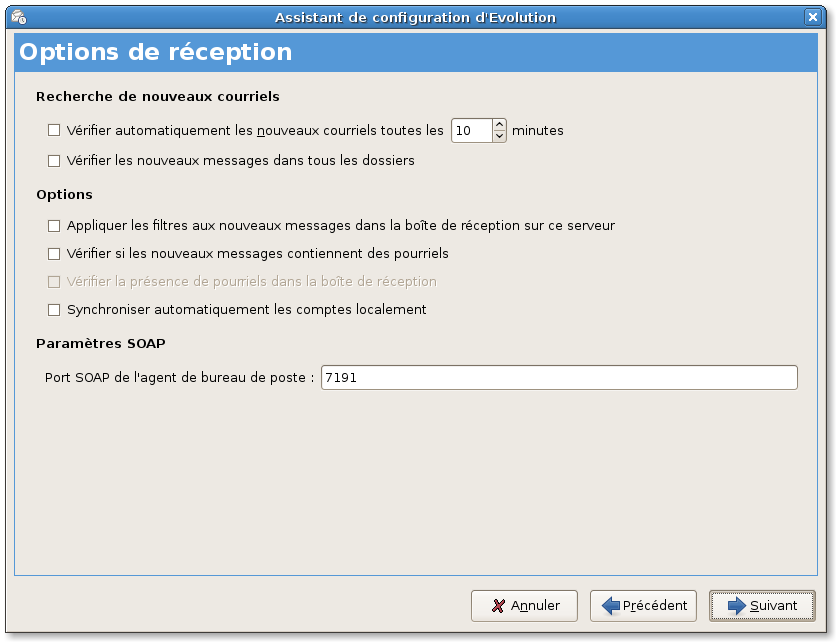 Assistant de configuration d'Evolution
Options de réception
Recherche de nouveaux courriels
Vérifier automatiquement les nouveaux courriels toutes les 10 minutes
Vérifier les nouveaux messages dans tous les dossiers
Options
Appliquer les filtres aux nouveaux messages dans la boîte de réception sur ce serveur
Vérifier si les nouveaux messages contiennent des pourriels
Vérifier la présence de pourriels dans la boîte de réception
Synchroniser automatiquement les comptes localement
Paramètres SOAP
Port SOAP de l'agent de bureau de poste : 7191
Annuler Précédent Suivant